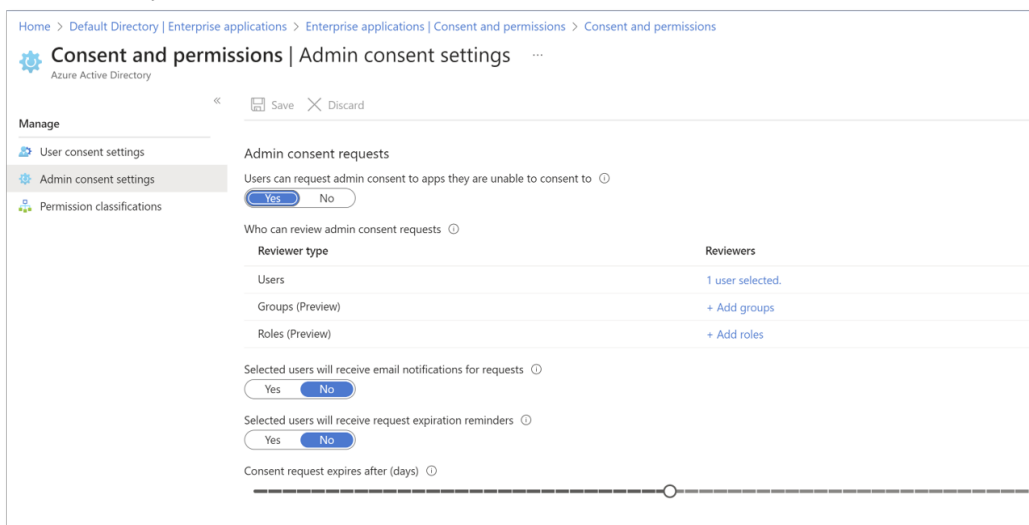 Home > Default Directory | Enterprise applications > Enterprise applications | Consent and permissions > Consent and permissions
Consent and permissions | Admin consent settings ...
Azure Active Directory
«
Save Discard
Manage
User consent settings
Admin consent settings
Permission classifications
Admin consent requests
Users can request admin consent to apps they are unable to consent to
Yes No
Who can review admin consent requests
Reviewer type Reviewers
Users 1 user selected.
Groups (Preview) + Add groups
Roles (Preview) + Add roles
Selected users will receive email notifications for requests
Yes No
Selected users will receive request expiration reminders
Yes No
Consent request expires after (days)